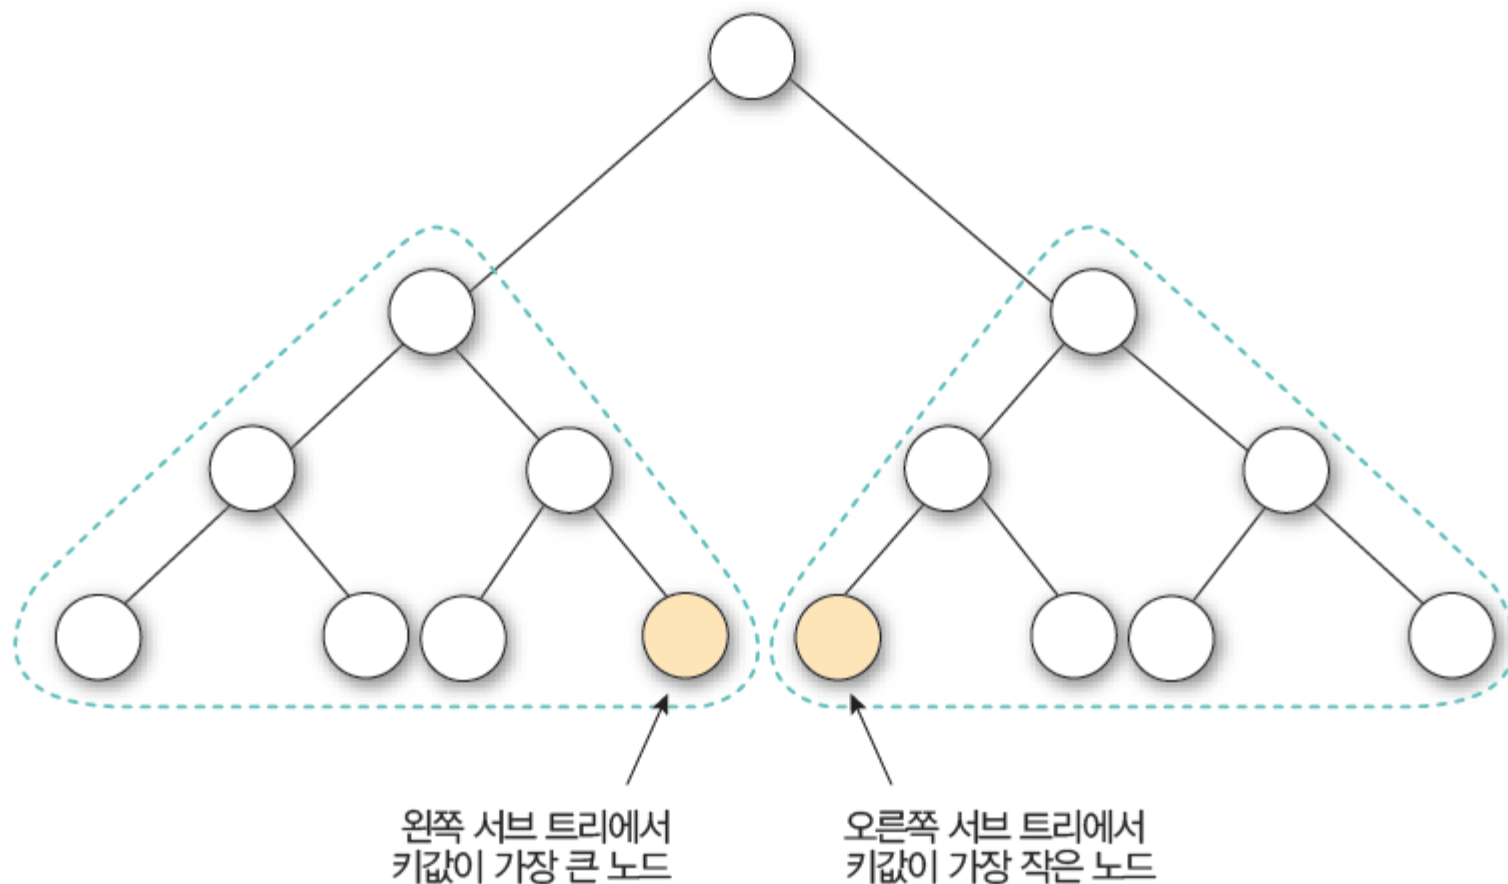 왼쪽 서브 트리에서
키값이 가장 큰 노드
오른쪽 서브 트리에서
키값이 가장 작은 노드